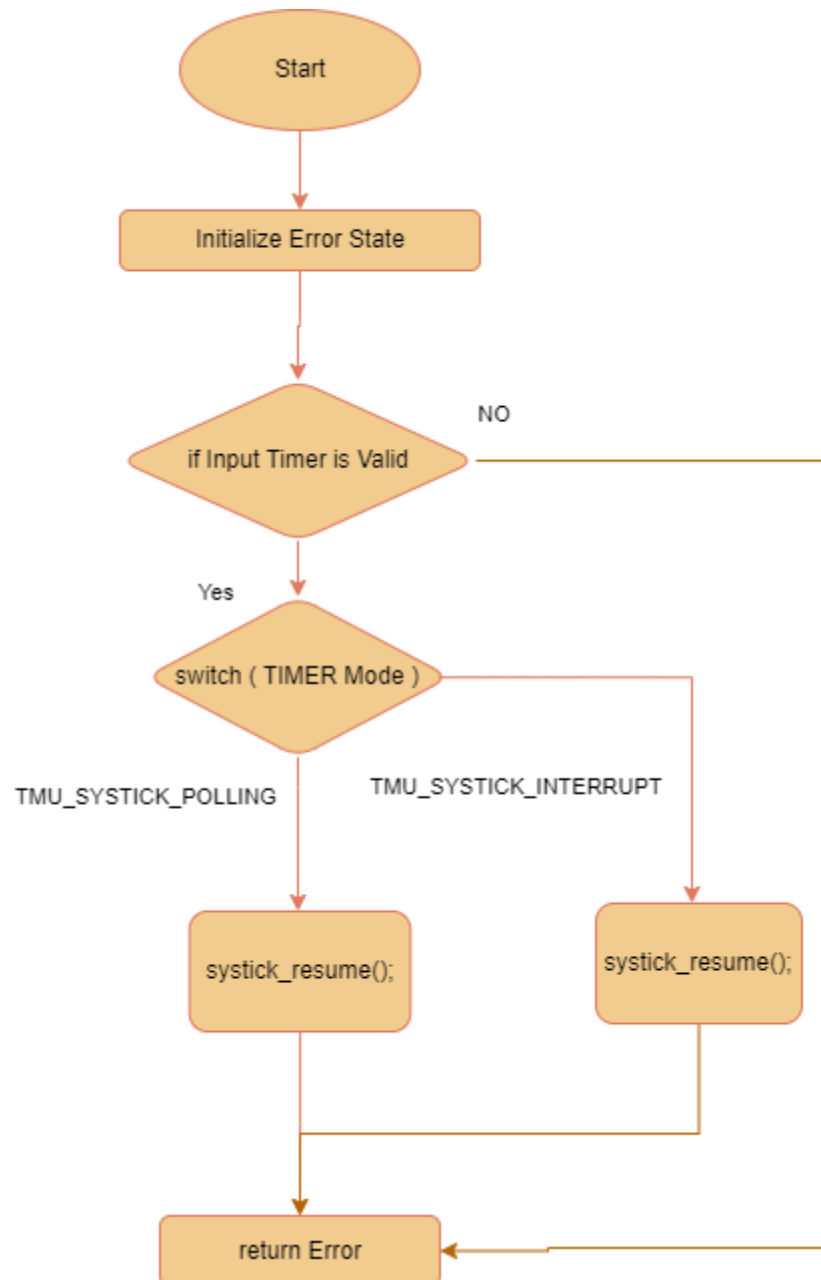 Start
Initialize Error State
if Input Timer is Valid
NO
Yes
switch ( TIMER Mode )
TMU_SYSTICK_POLLING
TMU_SYSTICK_INTERRUPT
systick_resume();
systick_resume();
return Error